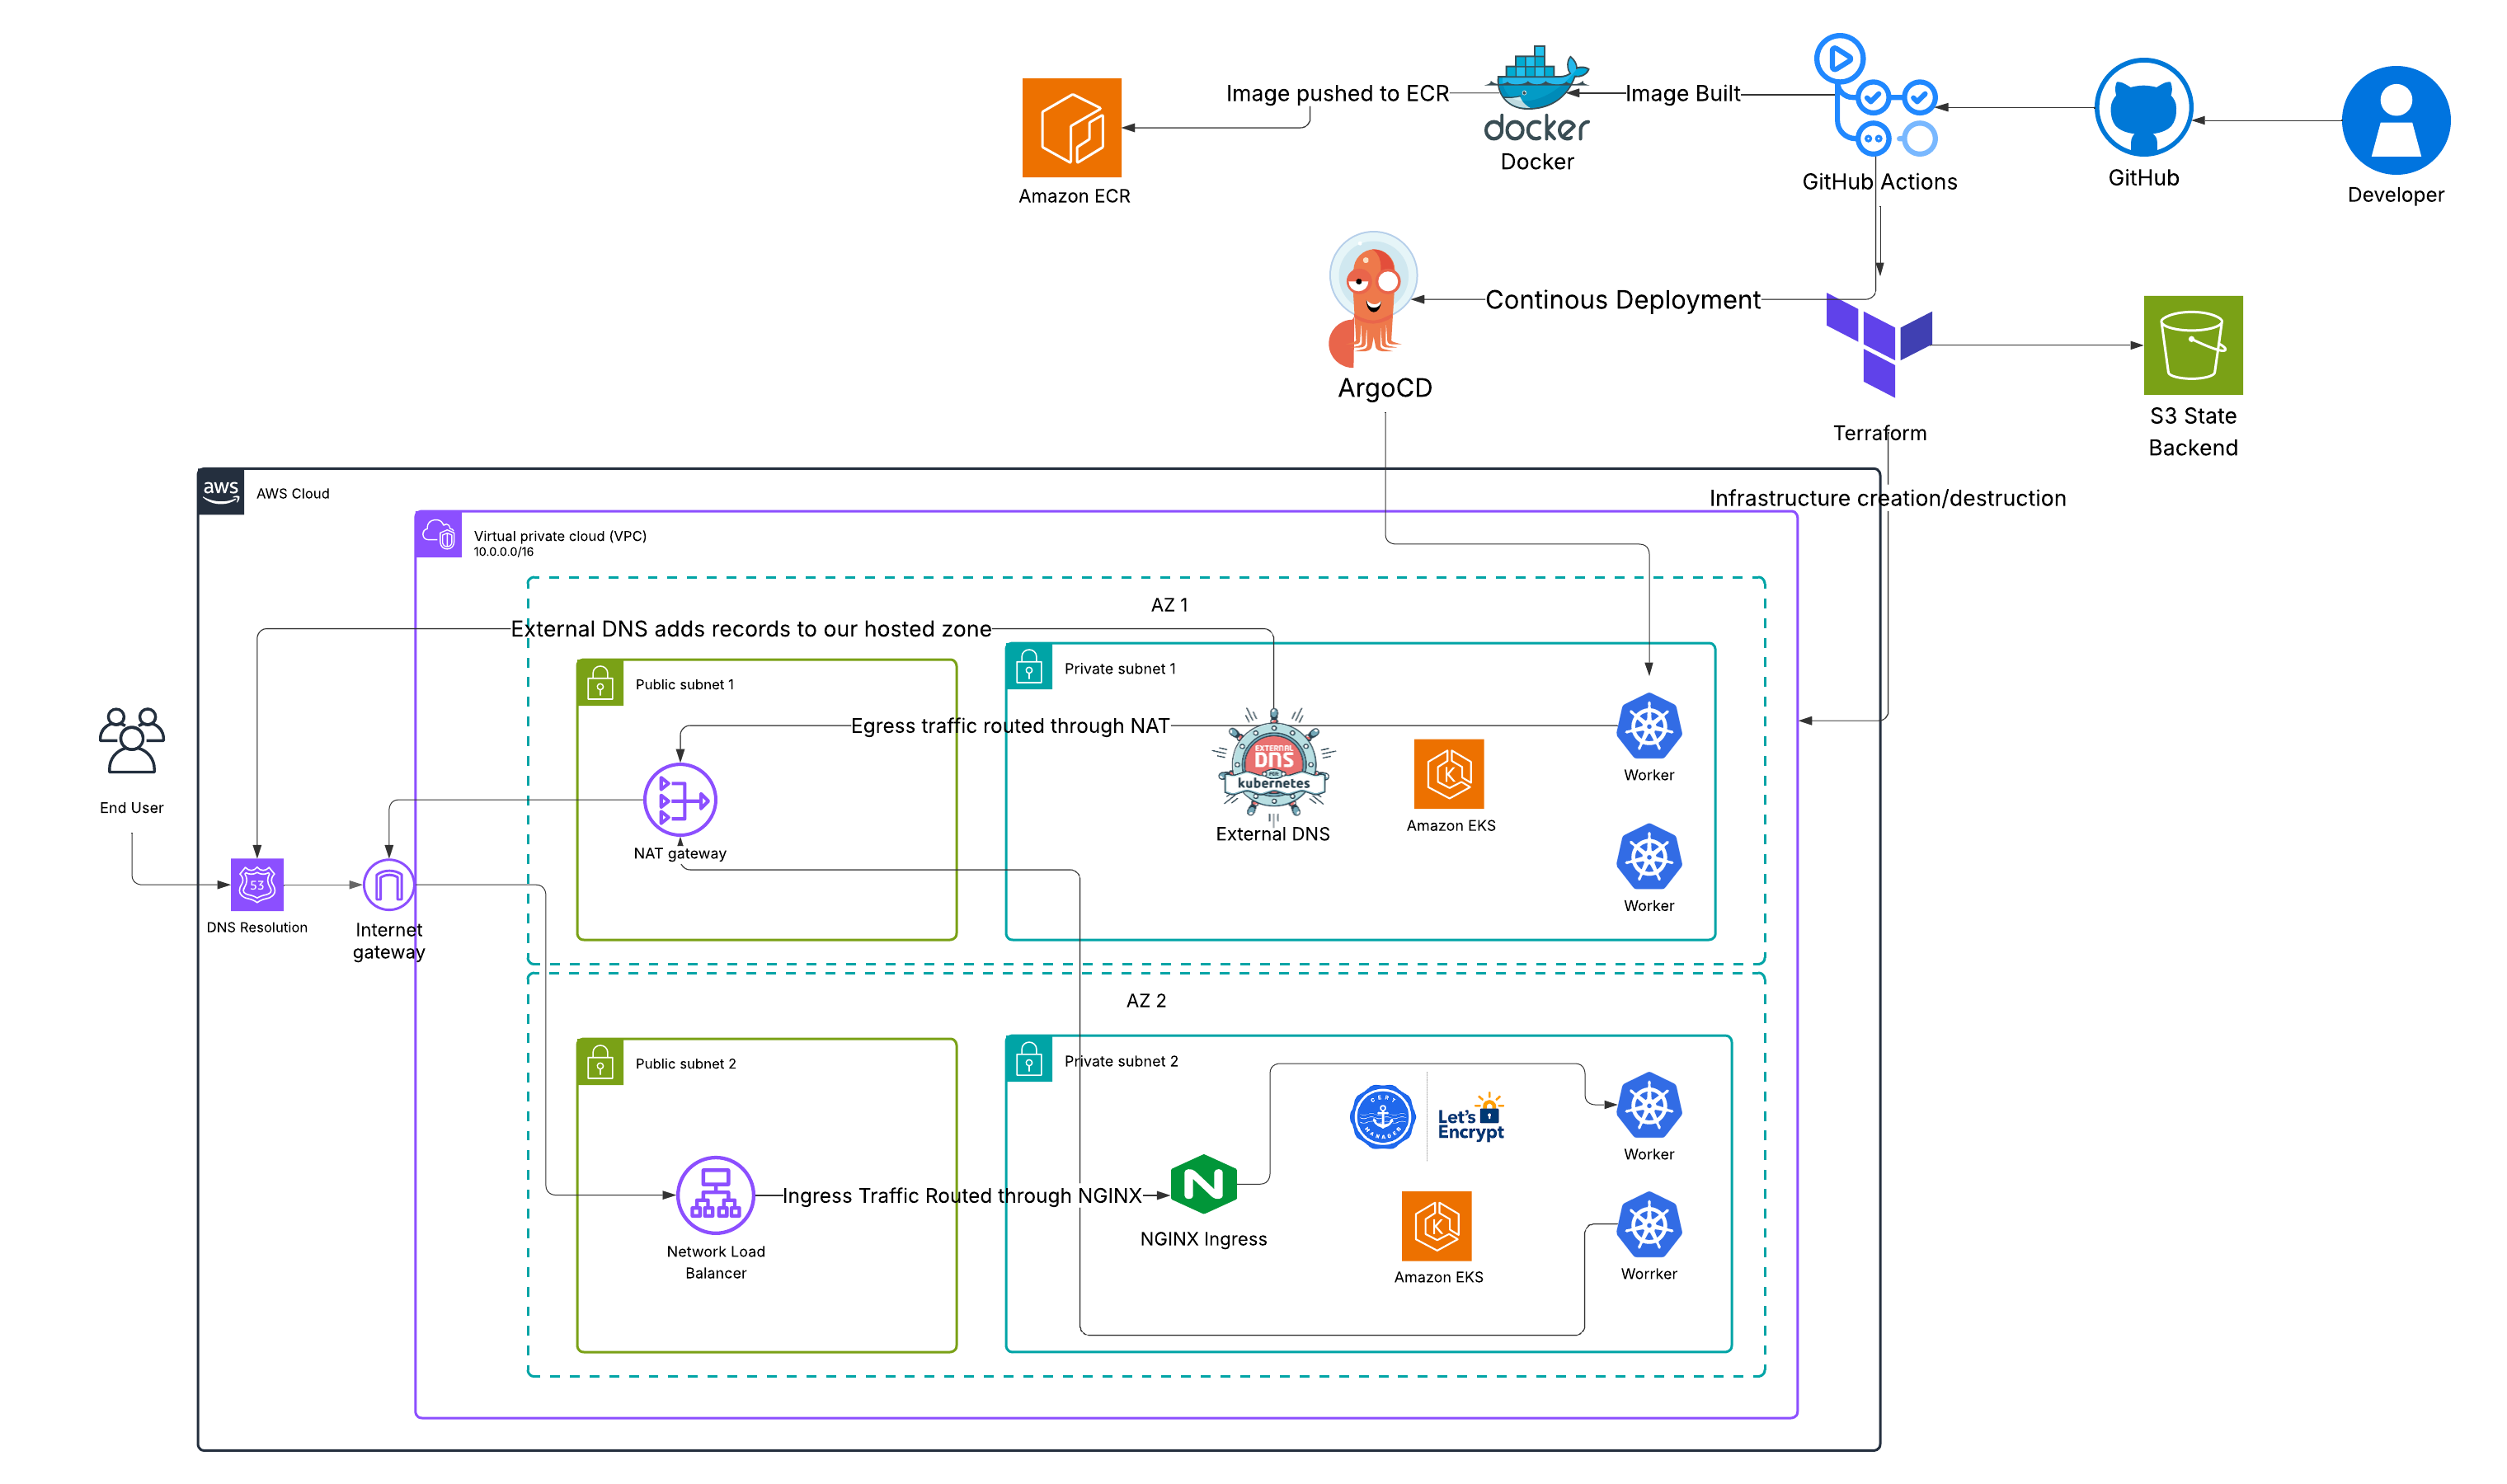 Image pushed to ECR
Image Built
docker
Docker
Amazon ECR
GitHub Actions
GitHub
Developer
Continous Deployment
ArgoCD
Terraform
S3 State
Backend
aws
AWS Cloud
Infrastructure creation/destruction
Virtual private cloud (VPC)
10.0.0.0/16
AZ 1
External DNS adds records to our hosted zone
Public subnet 1
Private subnet 1
Egress traffic routed through NAT
EXTERNAL
DNS
FOR
kubernetes
External DNS
K
Amazon EKS
Worker
Worker
NAT gateway
End User
53
DNS Resolution
Internet
gateway
AZ 2
Public subnet 2
Private subnet 2
CERT
MANAGER
Let's
Encrypt
Worker
Ingress Traffic Routed through NGINX
N
NGINX Ingress
Network Load
Balancer
K
Amazon EKS
Worrker